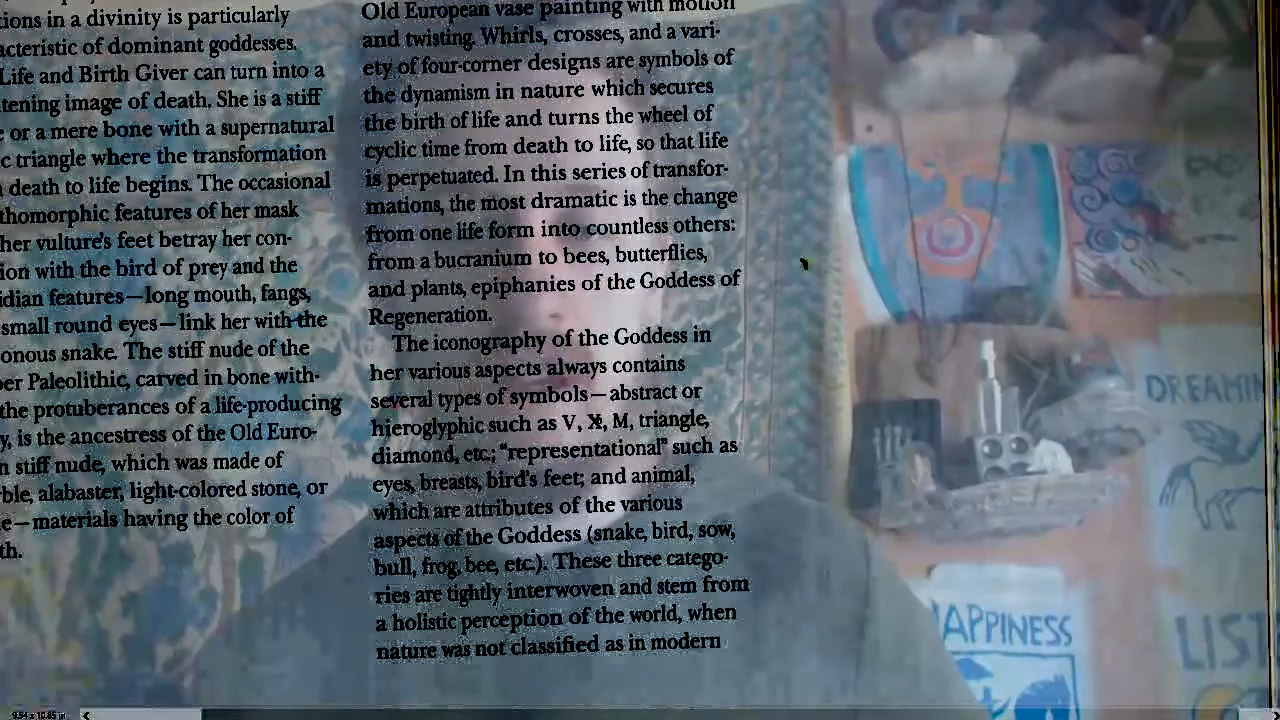 ions in a divinity is particularly
acteristic of dominant goddesses.
Life and Birth Giver can turn into a
tening image of death. She is a stiff
e or a mere bone with a supernatural
c triangle where the transformation
death to life begins. The occasional
thomorphic features of her mask
her vulture's feet betray her con-
ion with the bird of prey and the
idian features—long mouth, fangs,
small round eyes—link her with the
onous snake. The stiff nude of the
er Paleolithic, carved in bone with-
the protuberances of a life-producing
y, is the ancestress of the Old Euro-
n stiff nude, which was made of
ble, alabaster, light-colored stone, or
e—materials having the color of
th.
Old European vase painting with motion
and twisting. Whirls, crosses, and a vari-
ety of four-corner designs are symbols of
the dynamism in nature which secures
the birth of life and turns the wheel of
cyclic time from death to life, so that life
is perpetuated. In this series of transfor-
mations, the most dramatic is the change
from one life form into countless others:
from a bucranium to bees, butterflies,
and plants, epiphanies of the Goddess of
Regeneration.
The iconography of the Goddess in
her various aspects always contains
several types of symbols—abstract or
hieroglyphic such as V, X, M, triangle,
diamond, etc.; "representational" such as
eyes, breasts, bird's feet; and animal,
which are attributes of the various
aspects of the Goddess (snake, bird, sow,
bull, frog, bee, etc.). These three catego-
ries are tightly interwoven and stem from
a holistic perception of the world, when
nature was not classified as in modern
DREAMIN
APPINESS
LIST
9.54 x 10.85 in